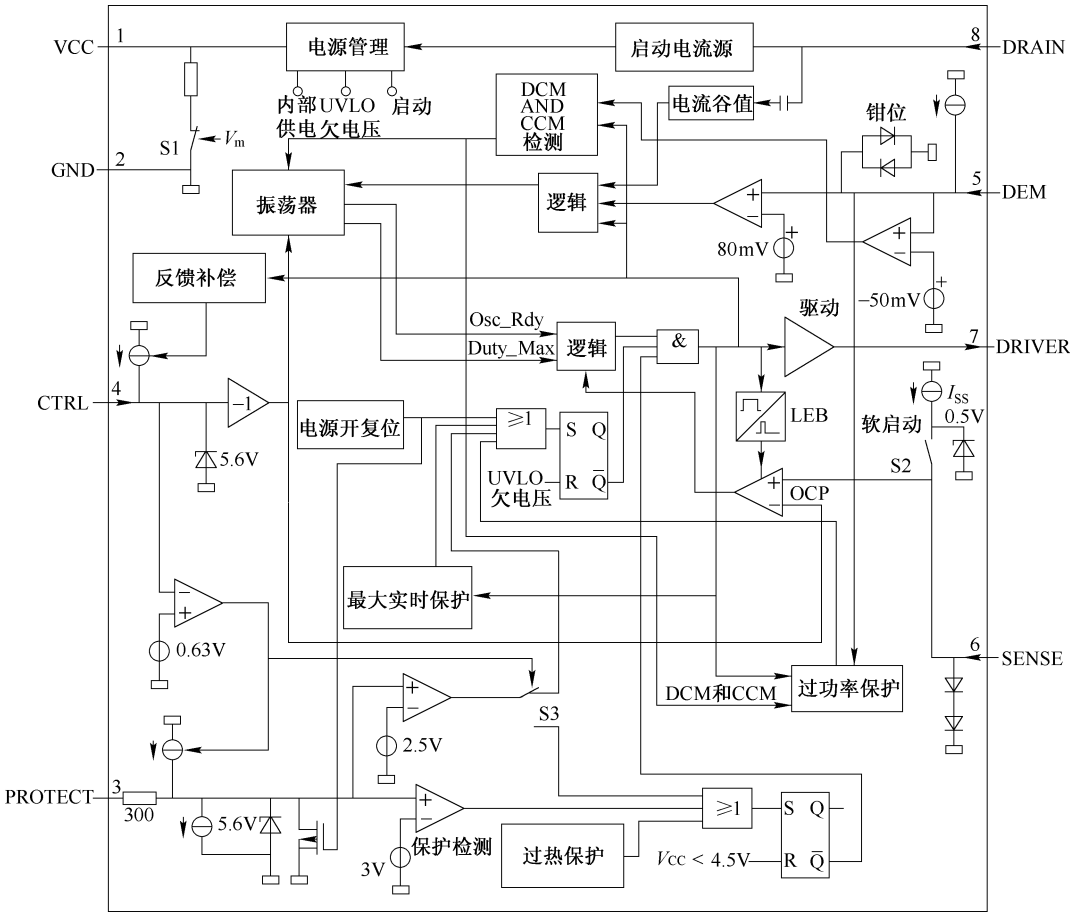 1
8
VCC
电源管理
启动电流源
DRAIN
内部
UVLO
启动
供电
欠电压
DCM
AND
CCM
检测
电流谷值
钳位
S1
Vm
GND
2
5
DEM
振荡器
逻辑
+
−
80mV
+
+
−
−50mV
+
反馈补偿
Osc_Rdy
Duty_Max
逻辑
&
驱动
7
DRIVER
4
CTRL
−1
电源开复位
≥1
S Q
R Q̅
UVLO
欠电压
LEB
ISS
0.5V
软启动
S2
5.6V
+
−
OCP
−
+
0.63V
最大实时保护
6
SENSE
DCM和CCM
过功率保护
+
−
S3
2.5V
3
PROTECT
300
5.6V
+
−
保护检测
3V
过热保护
≥1
VCC < 4.5V
S Q
R Q̅